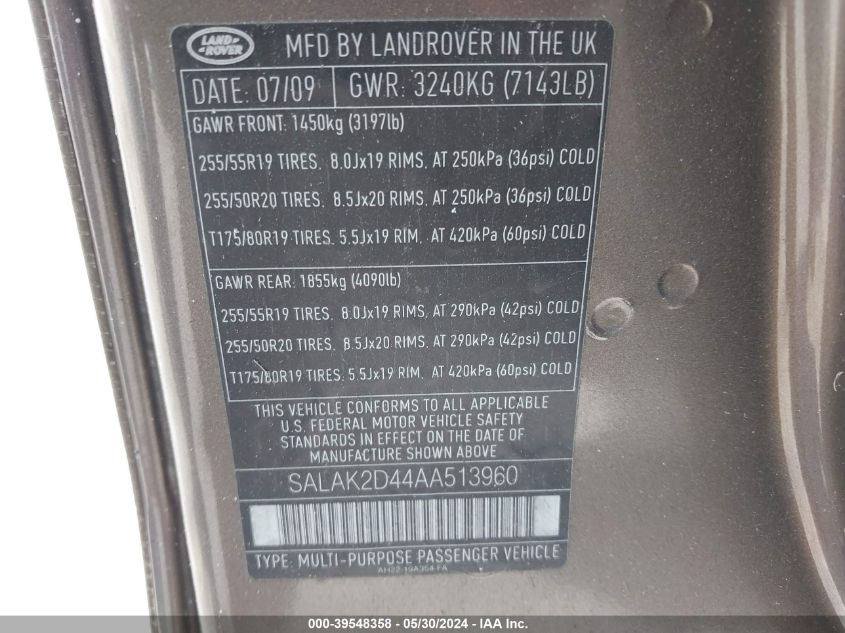 LAND-
ROVER
MFD BY LANDROVER IN THE UK
DATE: 07/09 GWR: 3240KG (7143LB)
GAWR FRONT: 1450kg (3197lb)
255/55R19 TIRES, 8.0Jx19 RIMS, AT 250kPa (36psi) COLD
255/50R20 TIRES, 8.5Jx20 RIMS, AT 250kPa (36psi) COLD
T175/80R19 TIRES, 5.5Jx19 RIM, AT 420kPa (60psi) COLD
GAWR REAR: 1855kg (4090lb)
255/55R19 TIRES, 8.0Jx19 RIMS, AT 290kPa (42psi) COLD
255/50R20 TIRES, 8.5Jx20 RIMS, AT 290kPa (42psi) COLD
T175/80R19 TIRES, 5.5Jx19 RIM, AT 420kPa (60psi) COLD
THIS VEHICLE CONFORMS TO ALL APPLICABLE
U.S. FEDERAL MOTOR VEHICLE SAFETY
STANDARDS IN EFFECT ON THE DATE OF
MANUFACTURE SHOWN ABOVE
SALAK2D44AA513960
TYPE: MULTI-PURPOSE PASSENGER VEHICLE
AH22-19A354-FA
000-39548358 - 05/30/2024 - IAA Inc.